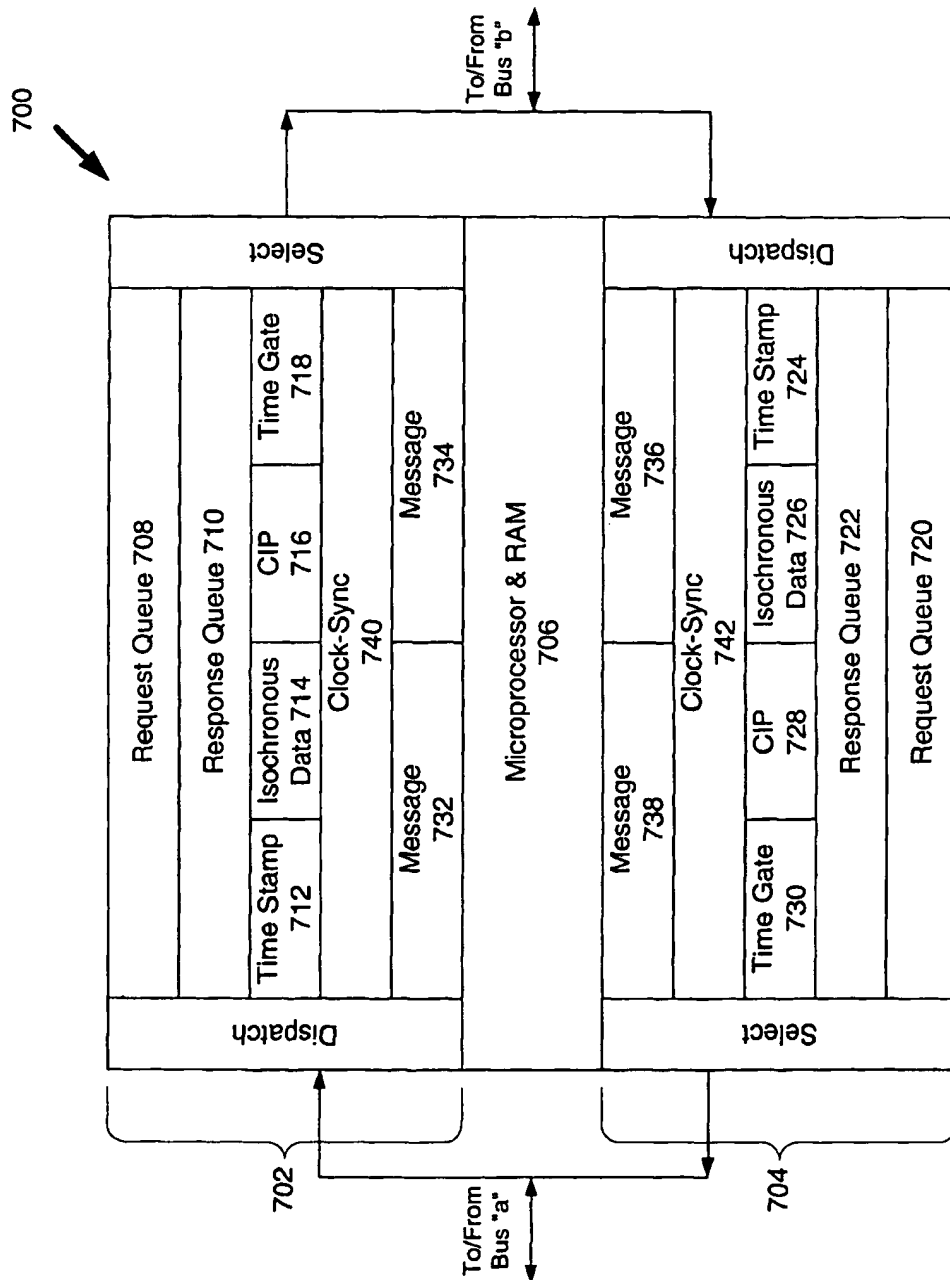 700
To/From
Bus "a"
To/From
Bus "b"
702
Dispatch
Request Queue 708
Response Queue 710
Time Stamp
712
Isochronous
Data 714
CIP
716
Time Gate
718
Clock-Sync
740
Message
732
Message
734
Select
Microprocessor & RAM
706
704
Select
Message
738
Message
736
Clock-Sync
742
Time Gate
730
CIP
728
Isochronous
Data 726
Time Stamp
724
Response Queue 722
Request Queue 720
Dispatch